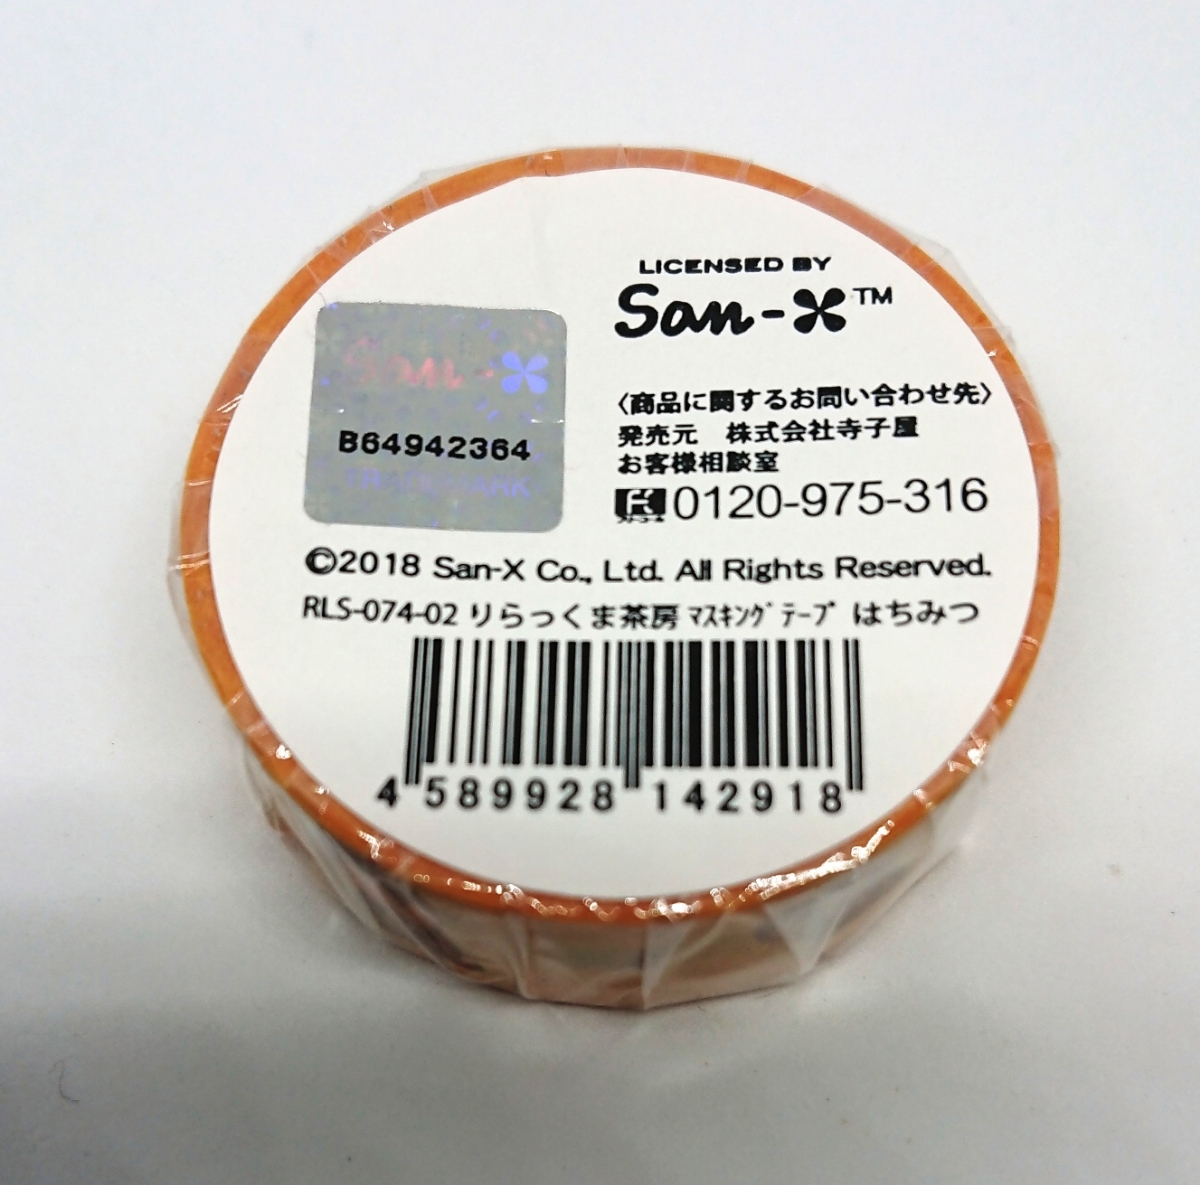 LICENSED BY
San-X™
San-X
B64942364
TRADEMARK
〈商品に関するお問い合わせ先〉
発売元 株式会社寺子屋
お客様相談室
0120-975-316
©2018 San-X Co., Ltd. All Rights Reserved.
RLS-074-02 りらっくま茶房 ﾏｽｷﾝｸﾞﾃｰﾌﾟ はちみつ
4 589928 142918